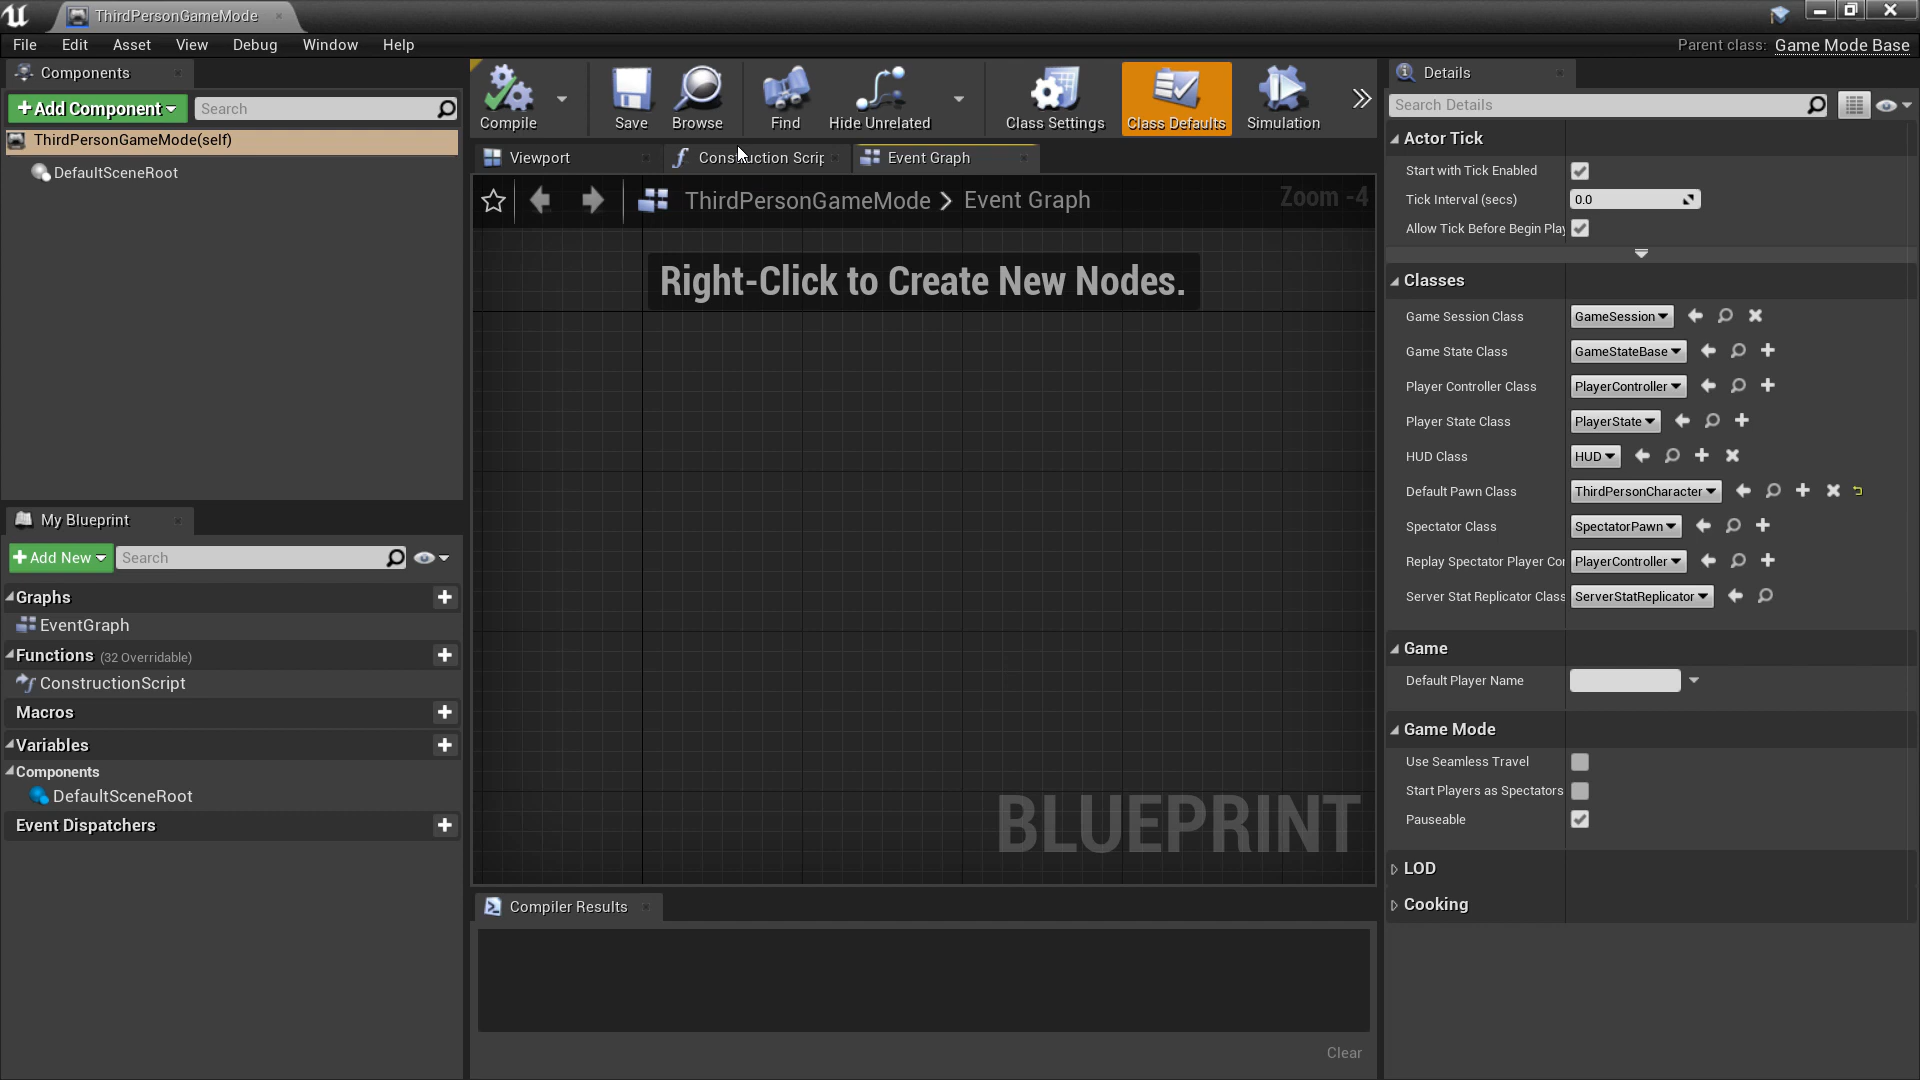 ThirdPersonGameMode
File Edit Asset View Debug Window Help
Parent class: Game Mode Base
Components
+Add Component
Search
ThirdPersonGameMode(self)
DefaultSceneRoot
My Blueprint
+Add New
Search
Graphs
EventGraph
Functions (32 Overridable)
ConstructionScript
Macros
Variables
Components
DefaultSceneRoot
Event Dispatchers
Compile Save Browse Find Hide Unrelated Class Settings Class Defaults Simulation
Viewport Construction Scrip Event Graph
ThirdPersonGameMode > Event Graph
Zoom -4
Right-Click to Create New Nodes.
BLUEPRINT
Compiler Results
Clear
Details
Search Details
Actor Tick
Start with Tick Enabled
Tick Interval (secs) 0.0
Allow Tick Before Begin Play
Classes
Game Session Class GameSession
Game State Class GameStateBase
Player Controller Class PlayerController
Player State Class PlayerState
HUD Class HUD
Default Pawn Class ThirdPersonCharacter
Spectator Class SpectatorPawn
Replay Spectator Player Cor PlayerController
Server Stat Replicator Class ServerStatReplicator
Game
Default Player Name
Game Mode
Use Seamless Travel
Start Players as Spectators
Pauseable
LOD
Cooking